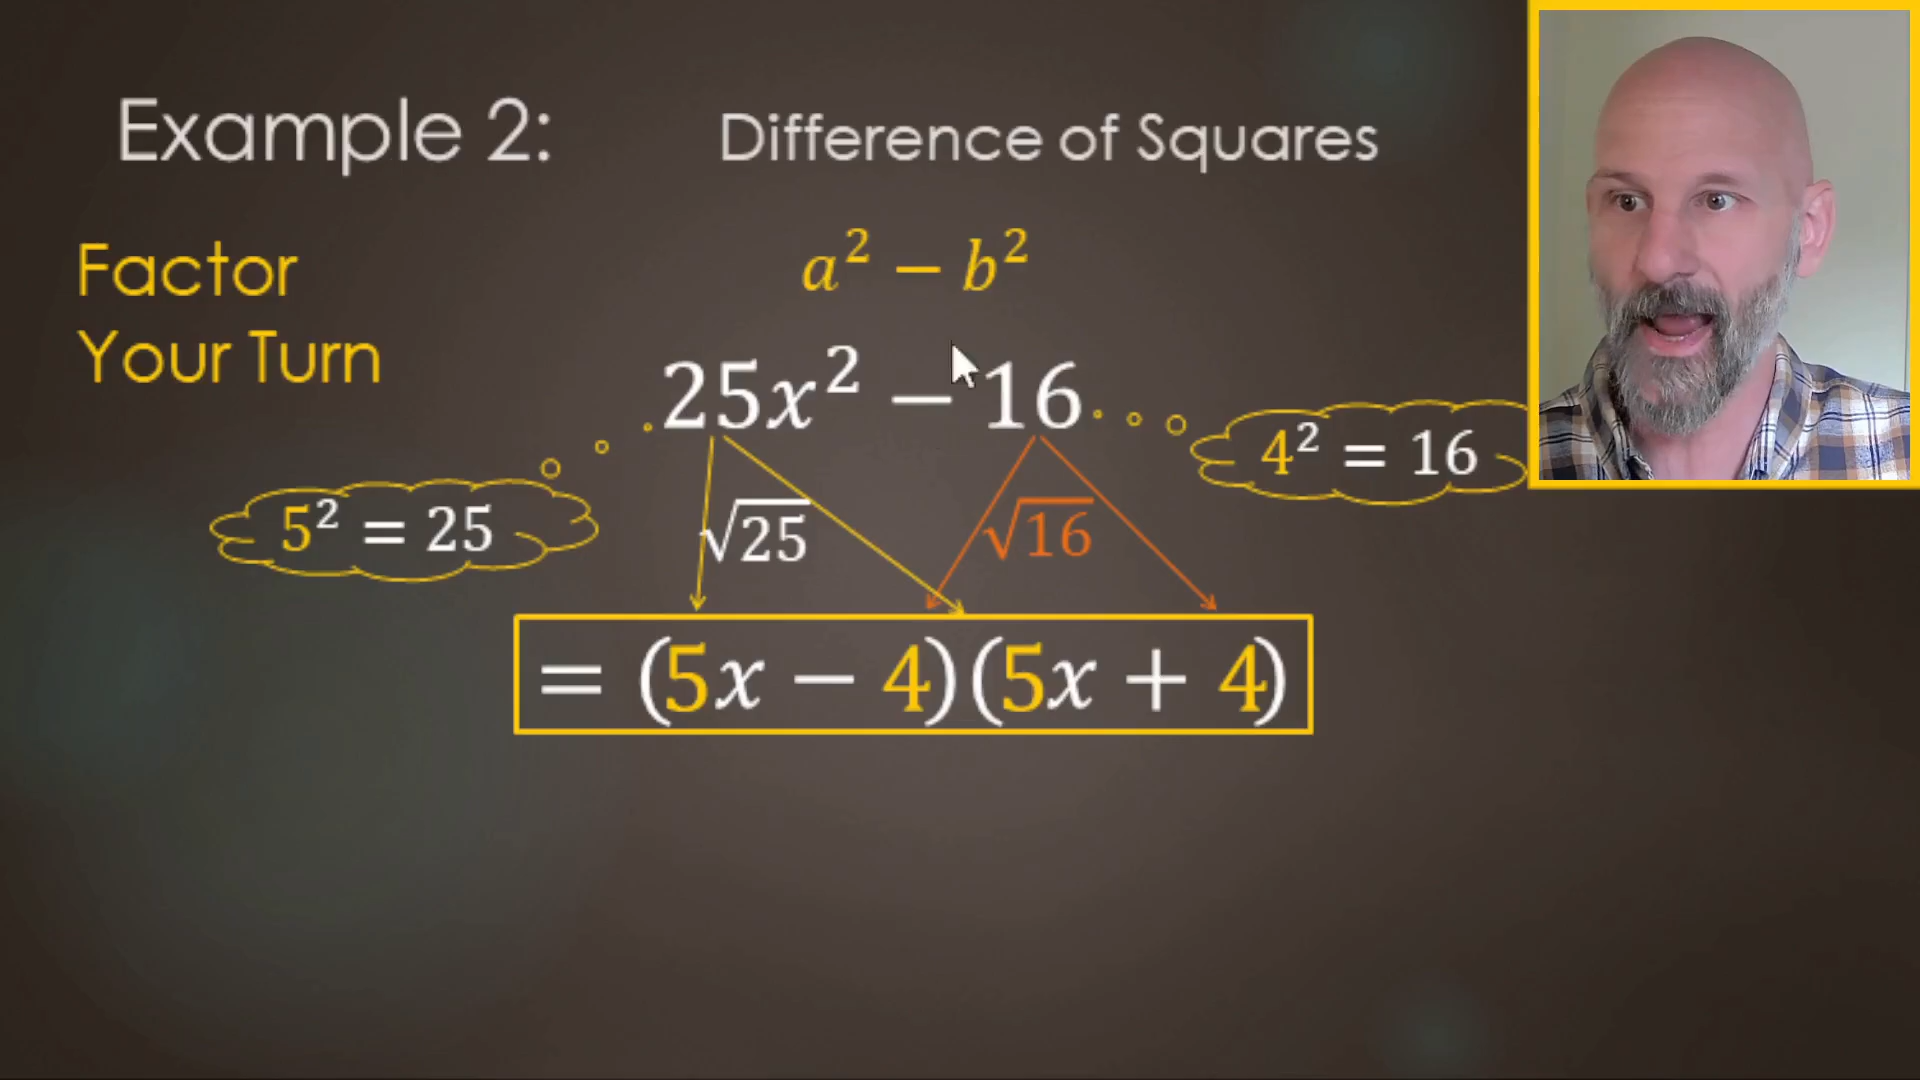 Example 2:
Difference of Squares
Factor
Your Turn
a² − b²
25x² − 16
5² = 25
√25
√16
4² = 16
= (5x − 4)(5x + 4)